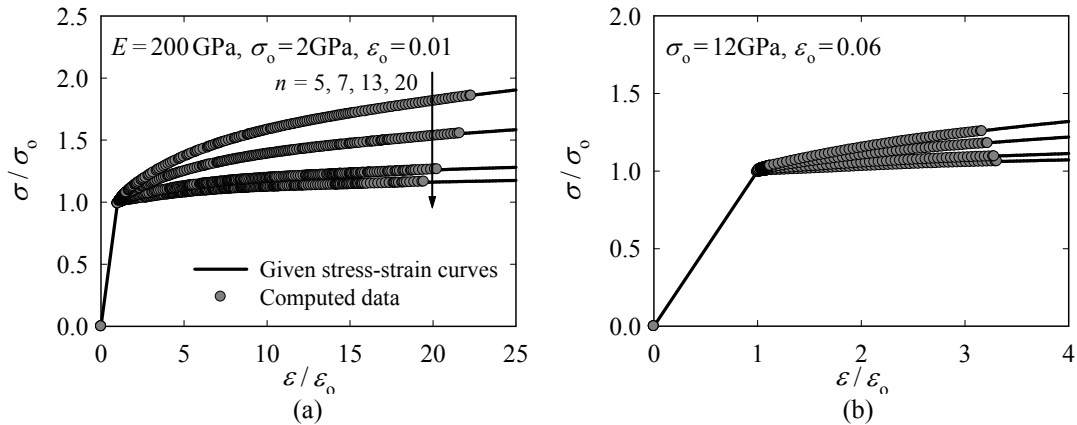 2.5
2.0
1.5
1.0
0.5
0.0
σ / σₒ
E = 200 GPa, σₒ = 2GPa, εₒ = 0.01
n = 5, 7, 13, 20
Given stress-strain curves
Computed data
0 5 10 15 20 25
ε / εₒ
(a)
2.0
1.5
1.0
0.5
0.0
σ / σₒ
σₒ = 12GPa, εₒ = 0.06
0 1 2 3 4
ε / εₒ
(b)